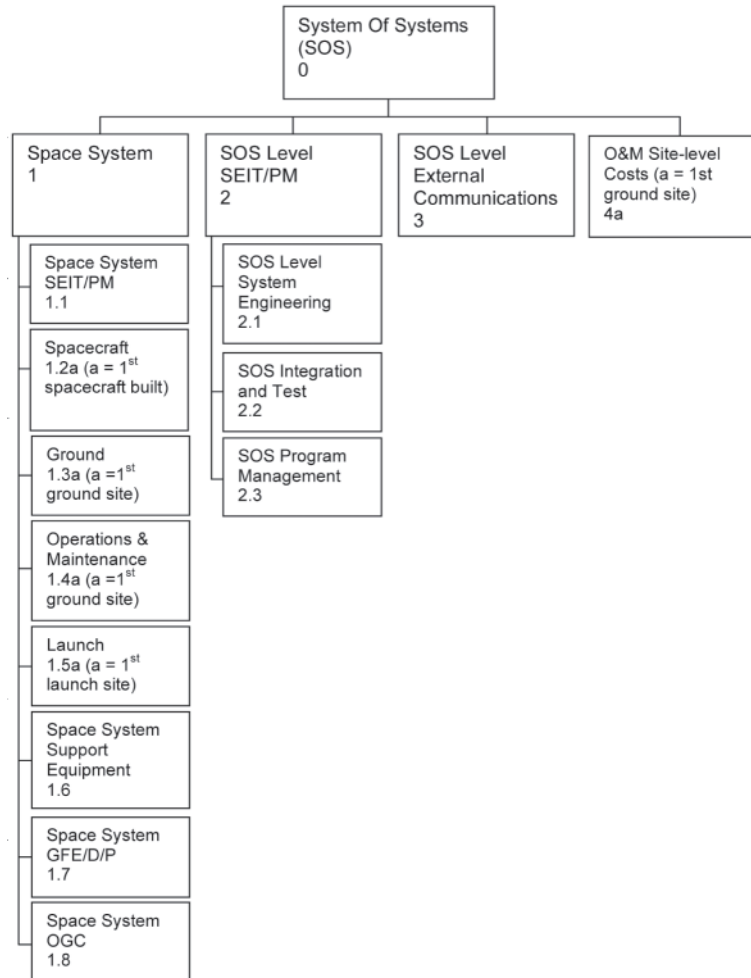 System Of Systems
(SOS)
0
Space System
1
SOS Level
SEIT/PM
2
SOS Level
External
Communications
3
O&M Site-level
Costs (a = 1st
ground site)
4a
Space System
SEIT/PM
1.1
Spacecraft
1.2a (a = 1st
spacecraft built)
Ground
1.3a (a =1st
ground site)
Operations &
Maintenance
1.4a (a =1st
ground site)
Launch
1.5a (a = 1st
launch site)
Space System
Support
Equipment
1.6
Space System
GFE/D/P
1.7
Space System
OGC
1.8
SOS Level
System
Engineering
2.1
SOS Integration
and Test
2.2
SOS Program
Management
2.3